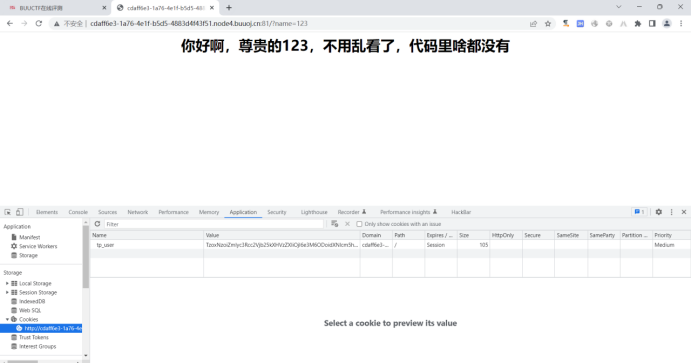 BUUCTF在线评测
cdaff6e3-1a76-4e1f-b5d5-4883
不安全 | cdaff6e3-1a76-4e1f-b5d5-4883d4f43f51.node4.buuoj.cn:81/?name=123
你好啊，尊贵的123，不用乱看了，代码里啥都没有
Elements Console Sources Network Performance Memory Application Security Lighthouse Recorder Performance insights HackBar
Application
Manifest
Service Workers
Storage
Storage
Local Storage
Session Storage
IndexedDB
Web SQL
Cookies
http://cdaff6e3-1a76-4e
Trust Tokens
Interest Groups
Filter
Only show cookies with an issue
Name Value Domain Path Expires / ... Size HttpOnly Secure SameSite SameParty Partition ... Priority
tp_user cdaff6e3-... / Session 105 Medium
Select a cookie to preview its value